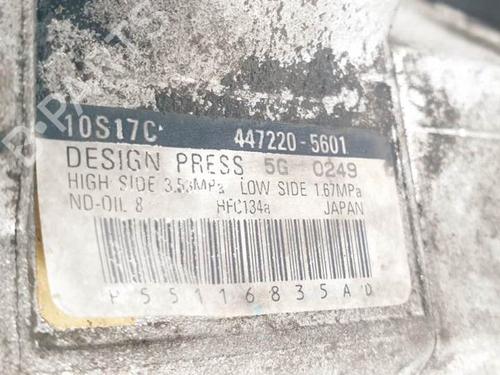 10S17C 447220-5601
DESIGN PRESS 5G 0249
HIGH SIDE 3.53MPa LOW SIDE 1.67MPa
ND-OIL 8 HFC134a JAPAN
P55116835AD